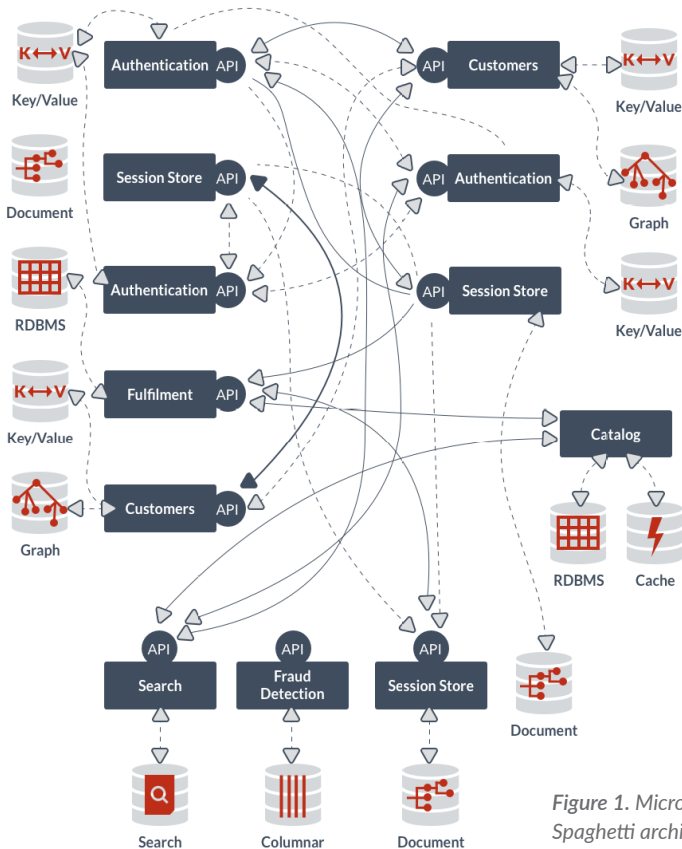 K V
Key/Value
Authentication
API
API
Customers
K V
Key/Value
Document
Session Store
API
API
Authentication
Graph
RDBMS
Authentication
API
API
Session Store
K V
Key/Value
K V
Key/Value
Fulfilment
API
Catalog
Graph
Customers
API
RDBMS
Cache
API
Search
API
Fraud
Detection
API
Session Store
Document
Search
Columnar
Document
Figure 1. Micro
Spaghetti archi